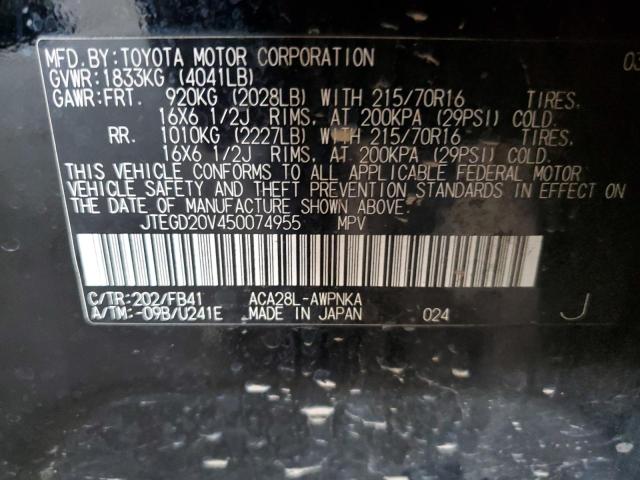 MFD. BY: TOYOTA MOTOR CORPORATION 03
GVWR: 1833KG (4041LB)
GAWR: FRT. 920KG (2028LB) WITH 215/70R16 TIRES.
16X6 1/2J RIMS. AT 200KPA (29PSI) COLD.
RR. 1010KG (2227LB) WITH 215/70R16 TIRES.
16X6 1/2J RIMS. AT 200KPA (29PSI) COLD.
THIS VEHICLE CONFORMS TO ALL APPLICABLE FEDERAL MOTOR
VEHICLE SAFETY AND THEFT PREVENTION STANDARDS IN EFFECT ON
THE DATE OF MANUFACTURE SHOWN ABOVE.
JTEGD20V450074955 MPV
C/TR: 202/FB41 ACA28L-AWPNKA
A/TM: -09B/U241E MADE IN JAPAN 024 J